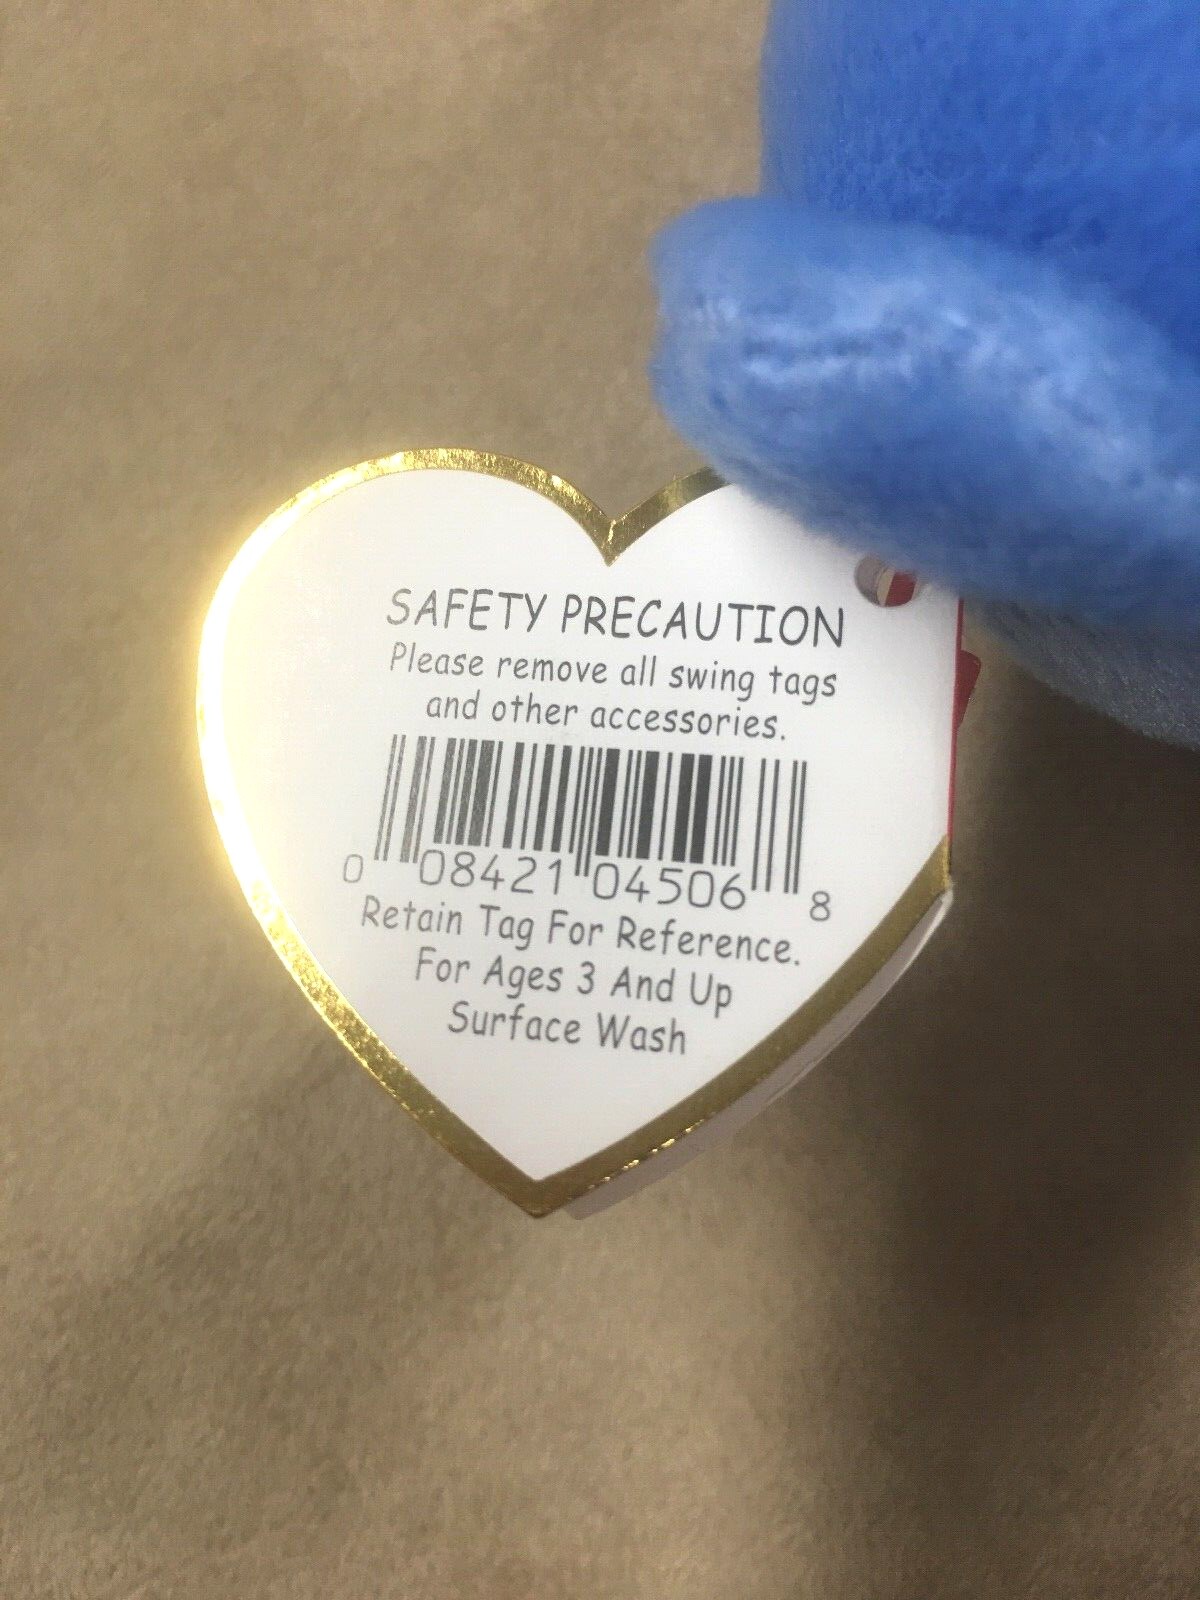 SAFETY PRECAUTION
Please remove all swing tags
and other accessories.
0 08421 04506 8
Retain Tag For Reference.
For Ages 3 And Up
Surface Wash